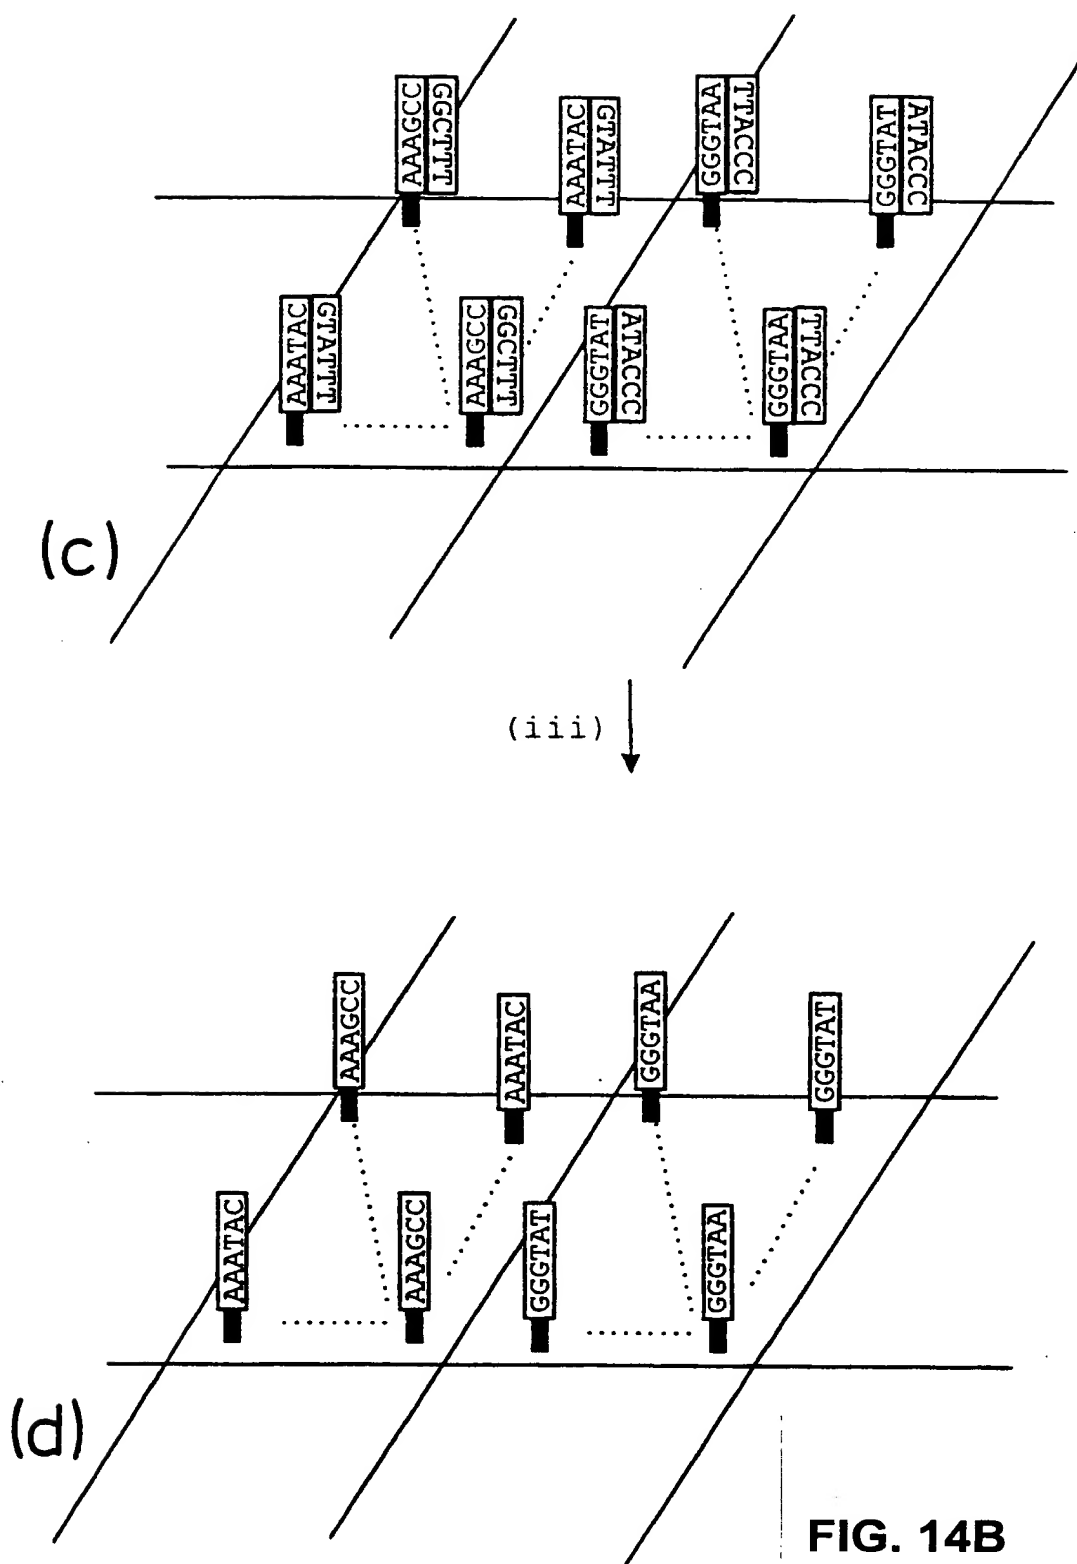 AAAGCC
GGCTTT
AAATAC
GTATTT
GGGTAA
TTACCC
GGGTAT
ATACCC
AAATAC
GTATTT
AAAGCC
GGCTTT
GGGTAT
ATACCC
GGGTAA
TTACCC
(c)
(iii)
AAAGCC
AAATAC
GGGTAA
GGGTAT
AAATAC
AAAGCC
GGGTAT
GGGTAA
(d)
FIG. 14B